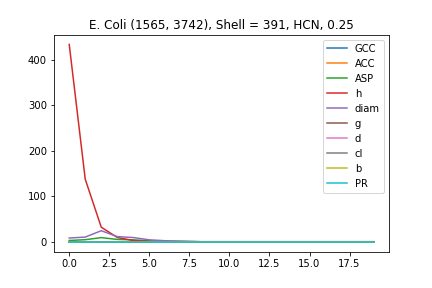 E. Coli (1565, 3742), Shell = 391, HCN, 0.25
400
300
200
100
0
GCC
ACC
ASP
h
diam
g
d
cl
b
PR
0.0 2.5 5.0 7.5 10.0 12.5 15.0 17.5